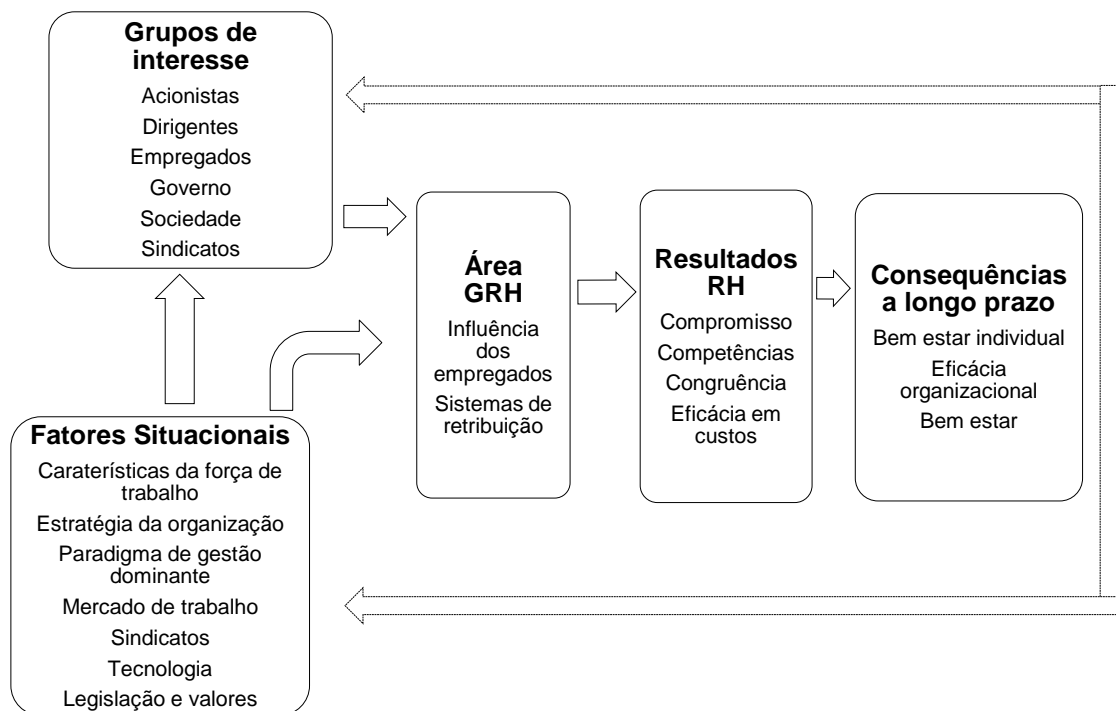 Grupos de
interesse
Acionistas
Dirigentes
Empregados
Governo
Sociedade
Sindicatos
Fatores Situacionais
Caraterísticas da força de
trabalho
Estratégia da organização
Paradigma de gestão
dominante
Mercado de trabalho
Sindicatos
Tecnologia
Legislação e valores
Área
GRH
Influência
dos
empregados
Sistemas de
retribuição
Resultados
RH
Compromisso
Competências
Congruência
Eficácia em
custos
Consequências
a longo prazo
Bem estar individual
Eficácia
organizacional
Bem estar